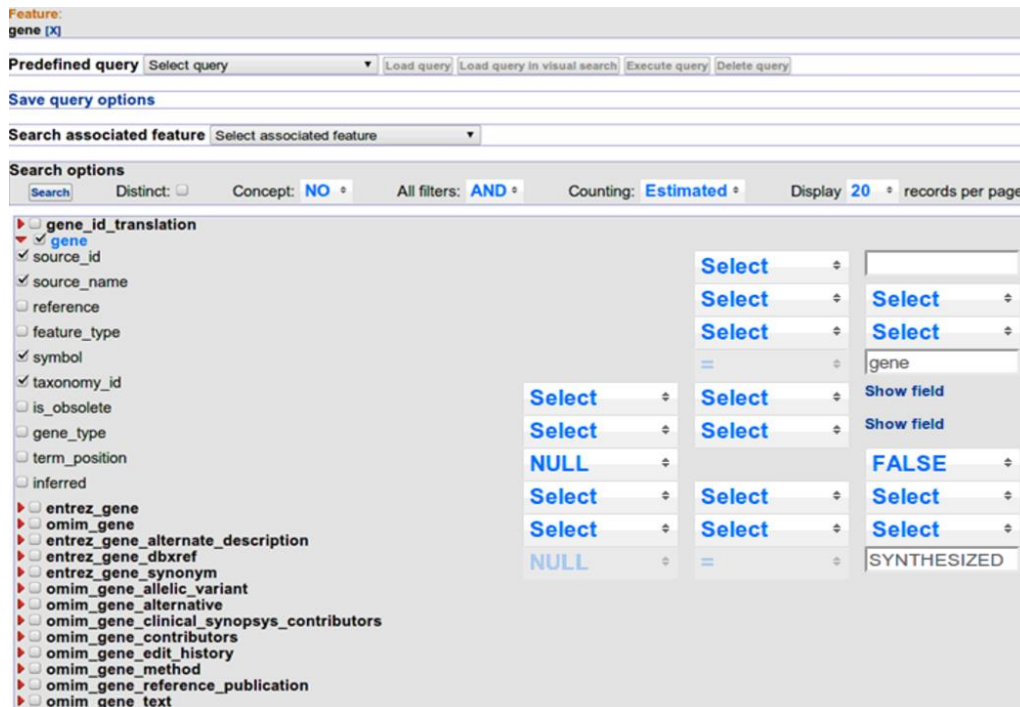 Feature:
gene [X]
Predefined query Select query Load query Load query in visual search Execute query Delete query
Save query options
Search associated feature Select associated feature
Search options
Search Distinct: Concept: NO All filters: AND Counting: Estimated Display 20 records per page
gene_id_translation
gene
source_id Select
source_name Select Select
reference Select Select
feature_type = gene
symbol Select Select Show field
taxonomy_id Select Select Show field
is_obsolete NULL FALSE
gene_type Select Select Select
term_position Select Select Select
inferred NULL = SYNTHESIZED
entrez_gene
omim_gene
entrez_gene_alternate_description
entrez_gene_dbxref
entrez_gene_synonym
omim_gene_allelic_variant
omim_gene_alternative
omim_gene_clinical_synopsys_contributors
omim_gene_contributors
omim_gene_edit_history
omim_gene_method
omim_gene_reference_publication
omim_gene_text